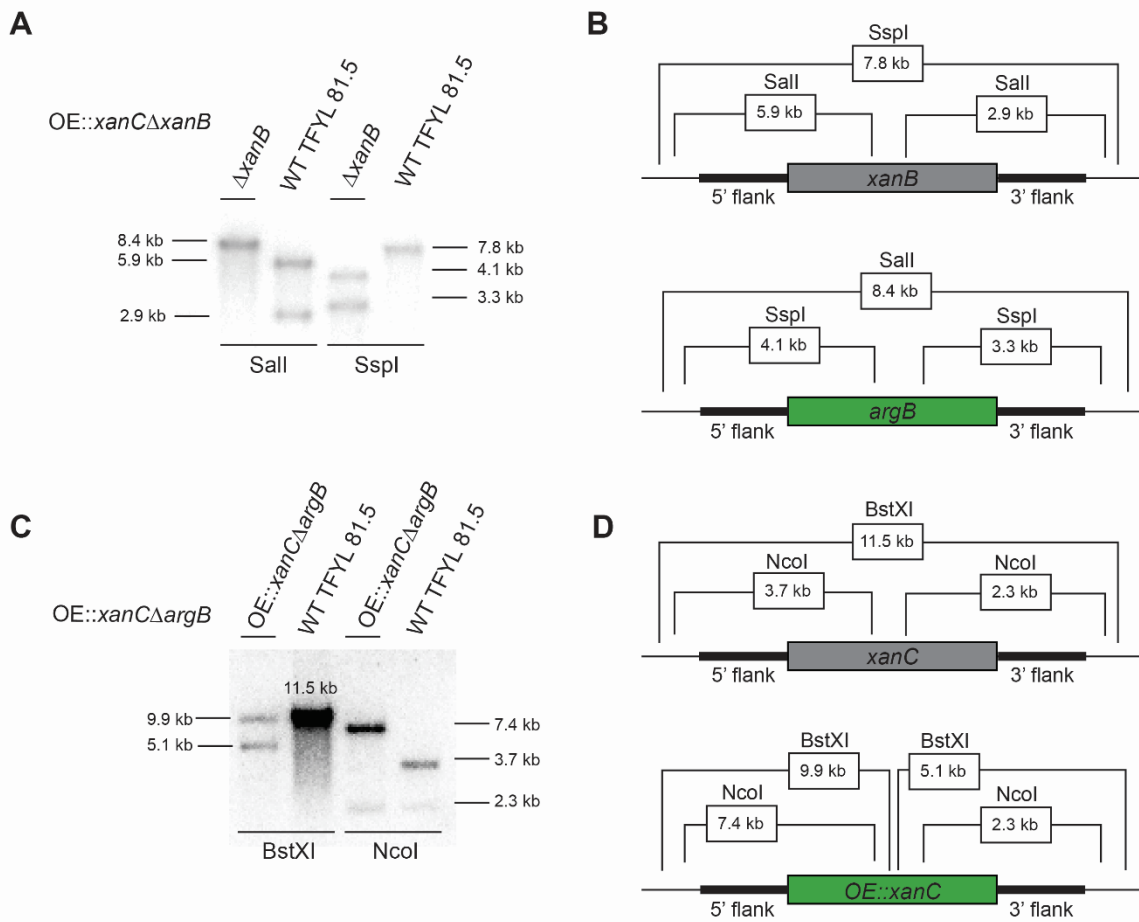 A
OE::xanCΔxanB
ΔxanB
WT TFYL 81.5
ΔxanB
WT TFYL 81.5
8.4 kb
5.9 kb
2.9 kb
7.8 kb
4.1 kb
3.3 kb
SalI
SspI
B
SspI
7.8 kb
SalI
5.9 kb
SalI
2.9 kb
xanB
5' flank
3' flank
SalI
8.4 kb
SspI
4.1 kb
SspI
3.3 kb
argB
5' flank
3' flank
C
OE::xanCΔargB
OE::xanCΔargB
WT TFYL 81.5
OE::xanCΔargB
WT TFYL 81.5
11.5 kb
9.9 kb
5.1 kb
7.4 kb
3.7 kb
2.3 kb
BstXI
NcoI
D
BstXI
11.5 kb
NcoI
3.7 kb
NcoI
2.3 kb
xanC
5' flank
3' flank
BstXI
9.9 kb
BstXI
5.1 kb
NcoI
7.4 kb
NcoI
2.3 kb
OE::xanC
5' flank
3' flank